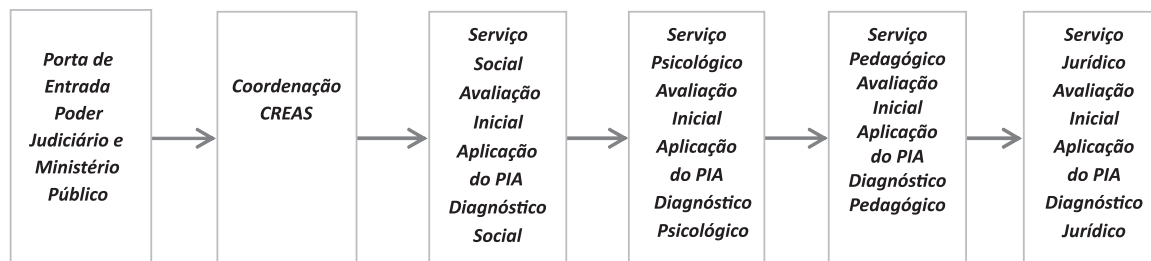 Porta de
Entrada
Poder
Judiciário e
Ministério
Público
Coordenação
CREAS
Serviço
Social
Avaliação
Inicial
Aplicação
do PIA
Diagnóstico
Social
Serviço
Psicológico
Avaliação
Inicial
Aplicação
do PIA
Diagnóstico
Psicológico
Serviço
Pedagógico
Avaliação
Inicial
Aplicação
do PIA
Diagnóstico
Pedagógico
Serviço
Jurídico
Avaliação
Inicial
Aplicação
do PIA
Diagnóstico
Jurídico